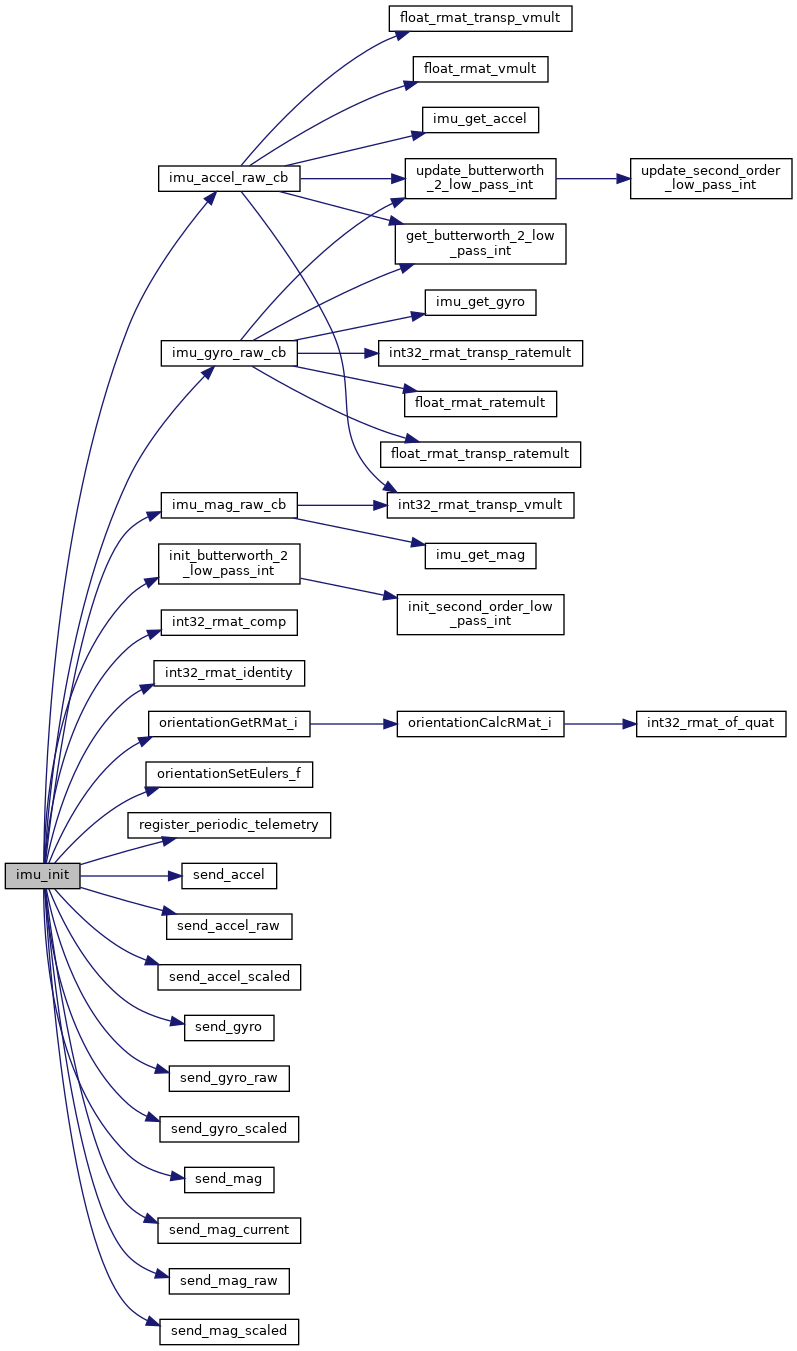 float_rmat_transp_vmult
float_rmat_vmult
imu_get_accel
imu_accel_raw_cb
update_butterworth
_2_low_pass_int
update_second_order
_low_pass_int
get_butterworth_2_low
_pass_int
imu_get_gyro
imu_gyro_raw_cb
int32_rmat_transp_ratemult
float_rmat_ratemult
float_rmat_transp_ratemult
imu_mag_raw_cb
int32_rmat_transp_vmult
imu_get_mag
init_butterworth_2
_low_pass_int
init_second_order_low
_pass_int
int32_rmat_comp
int32_rmat_identity
orientationGetRMat_i
orientationCalcRMat_i
int32_rmat_of_quat
orientationSetEulers_f
register_periodic_telemetry
imu_init
send_accel
send_accel_raw
send_accel_scaled
send_gyro
send_gyro_raw
send_gyro_scaled
send_mag
send_mag_current
send_mag_raw
send_mag_scaled